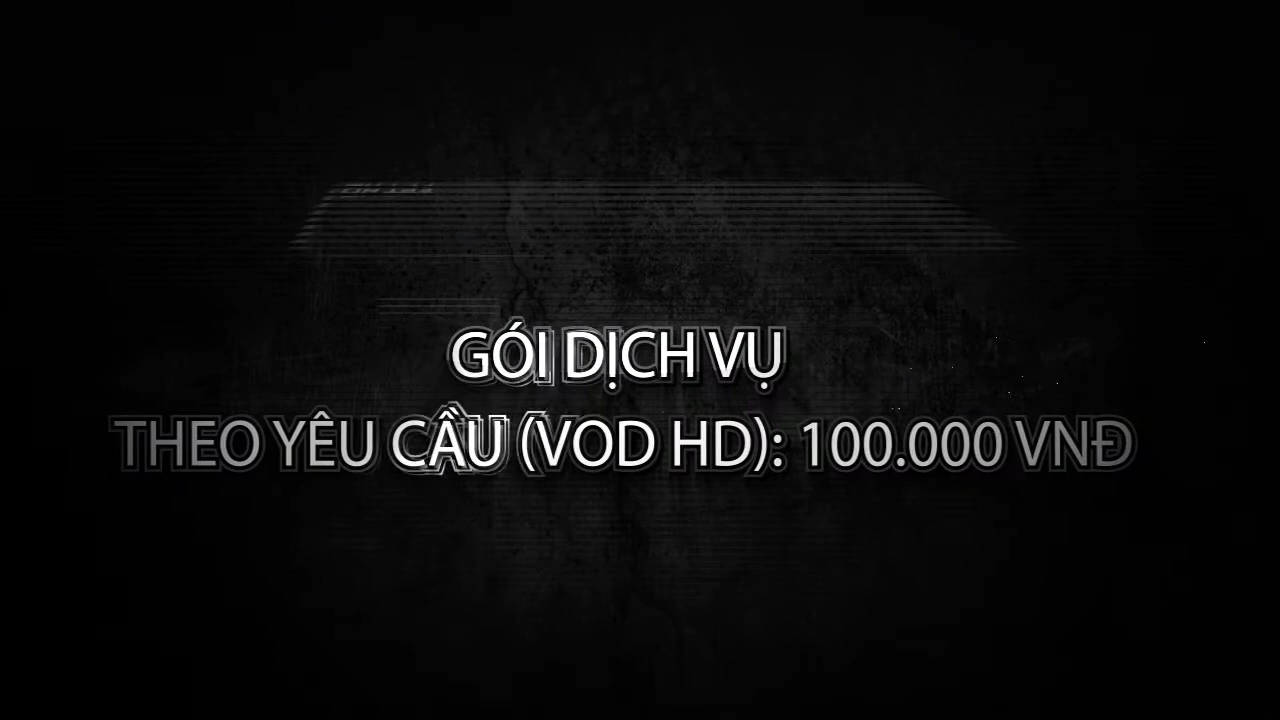 GÓI DỊCH VỤ
THEO YÊU CẦU (VOD HD): 100.000 VNĐ